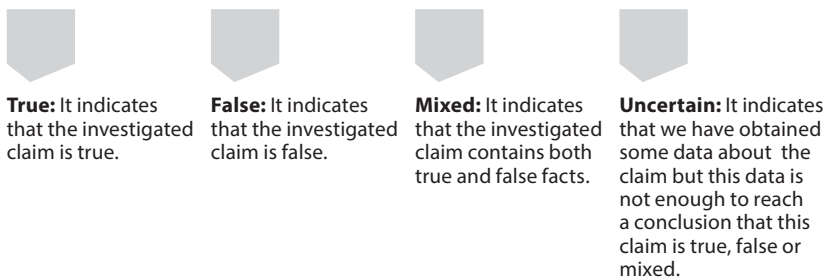 True: It indicates
that the investigated
claim is true.
False: It indicates
that the investigated
claim is false.
Mixed: It indicates
that the investigated
claim contains both
true and false facts.
Uncertain: It indicates
that we have obtained
some data about the
claim but this data is
not enough to reach
a conclusion that this
claim is true, false or
mixed.